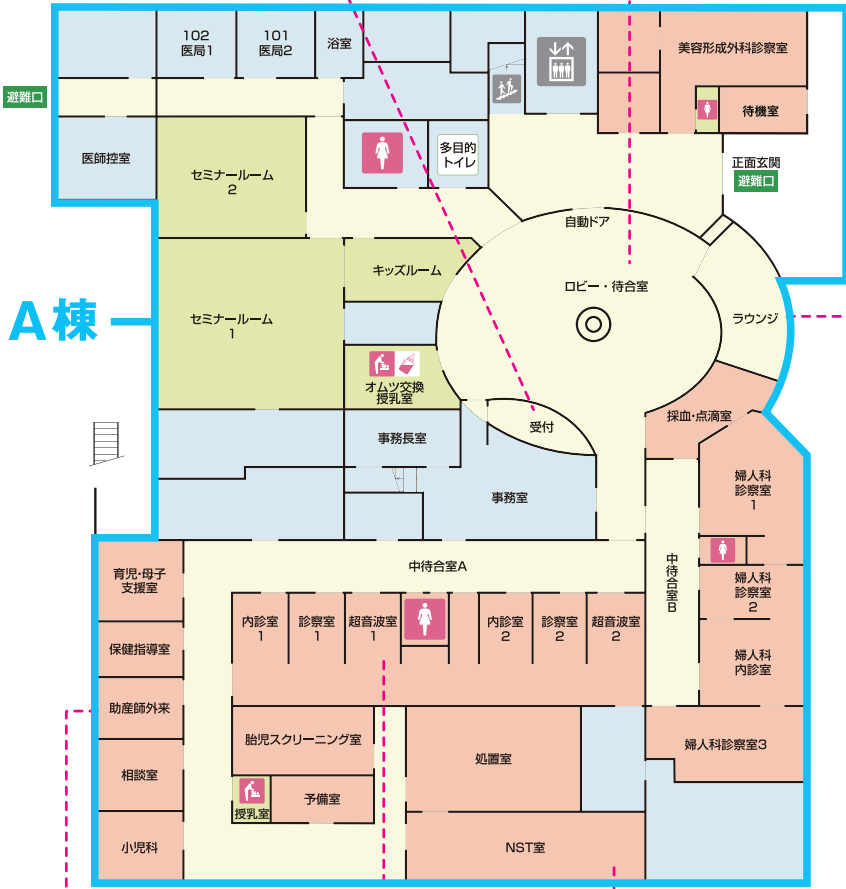 102
医局1
101
医局2
浴室
美容形成外科診察室
待機室
避難口
医師控室
セミナールーム
2
多目的
トイレ
正面玄関
避難口
自動ドア
キッズルーム
ロビー・待合室
A棟
セミナールーム
1
ラウンジ
オムツ交換
授乳室
採血・点滴室
事務長室
受付
事務室
婦人科
診察室
1
中待合室A
中待合室B
育児・母子
支援室
婦人科
診察室
2
内診室
1
診察室
1
超音波室
1
内診室
2
診察室
2
超音波室
2
保健指導室
婦人科
内診室
助産師外来
胎児スクリーニング室
処置室
婦人科診察室3
相談室
授乳室
予備室
小児科
NST室